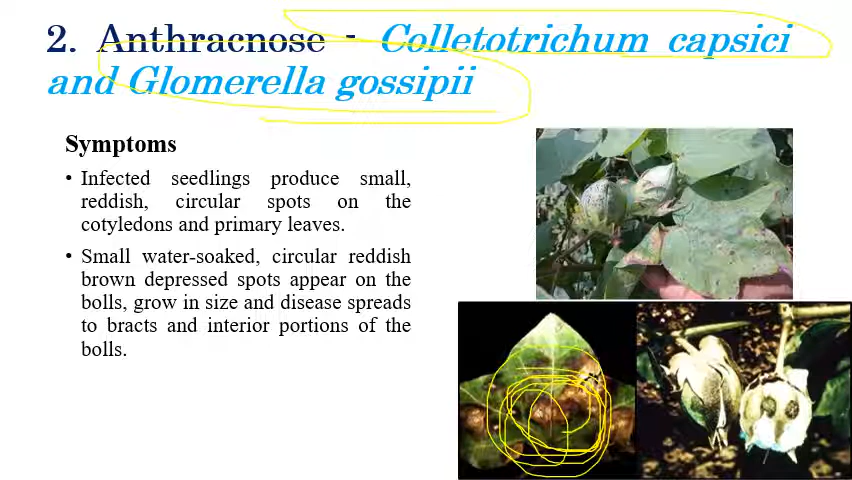 2. Anthracnose - Colletotrichum capsici
and Glomerella gossipii
Symptoms
• Infected seedlings produce small,
reddish, circular spots on the
cotyledons and primary leaves.
• Small water-soaked, circular reddish
brown depressed spots appear on the
bolls, grow in size and disease spreads
to bracts and interior portions of the
bolls.